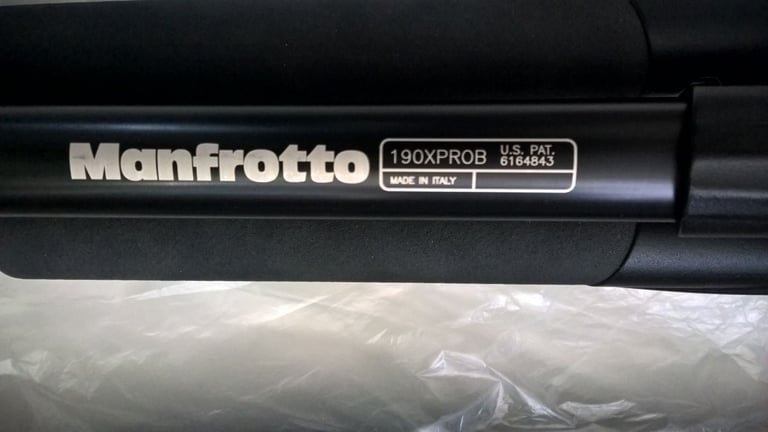 Manfrotto
190XPROB
U.S. PAT.
6164843
MADE IN ITALY